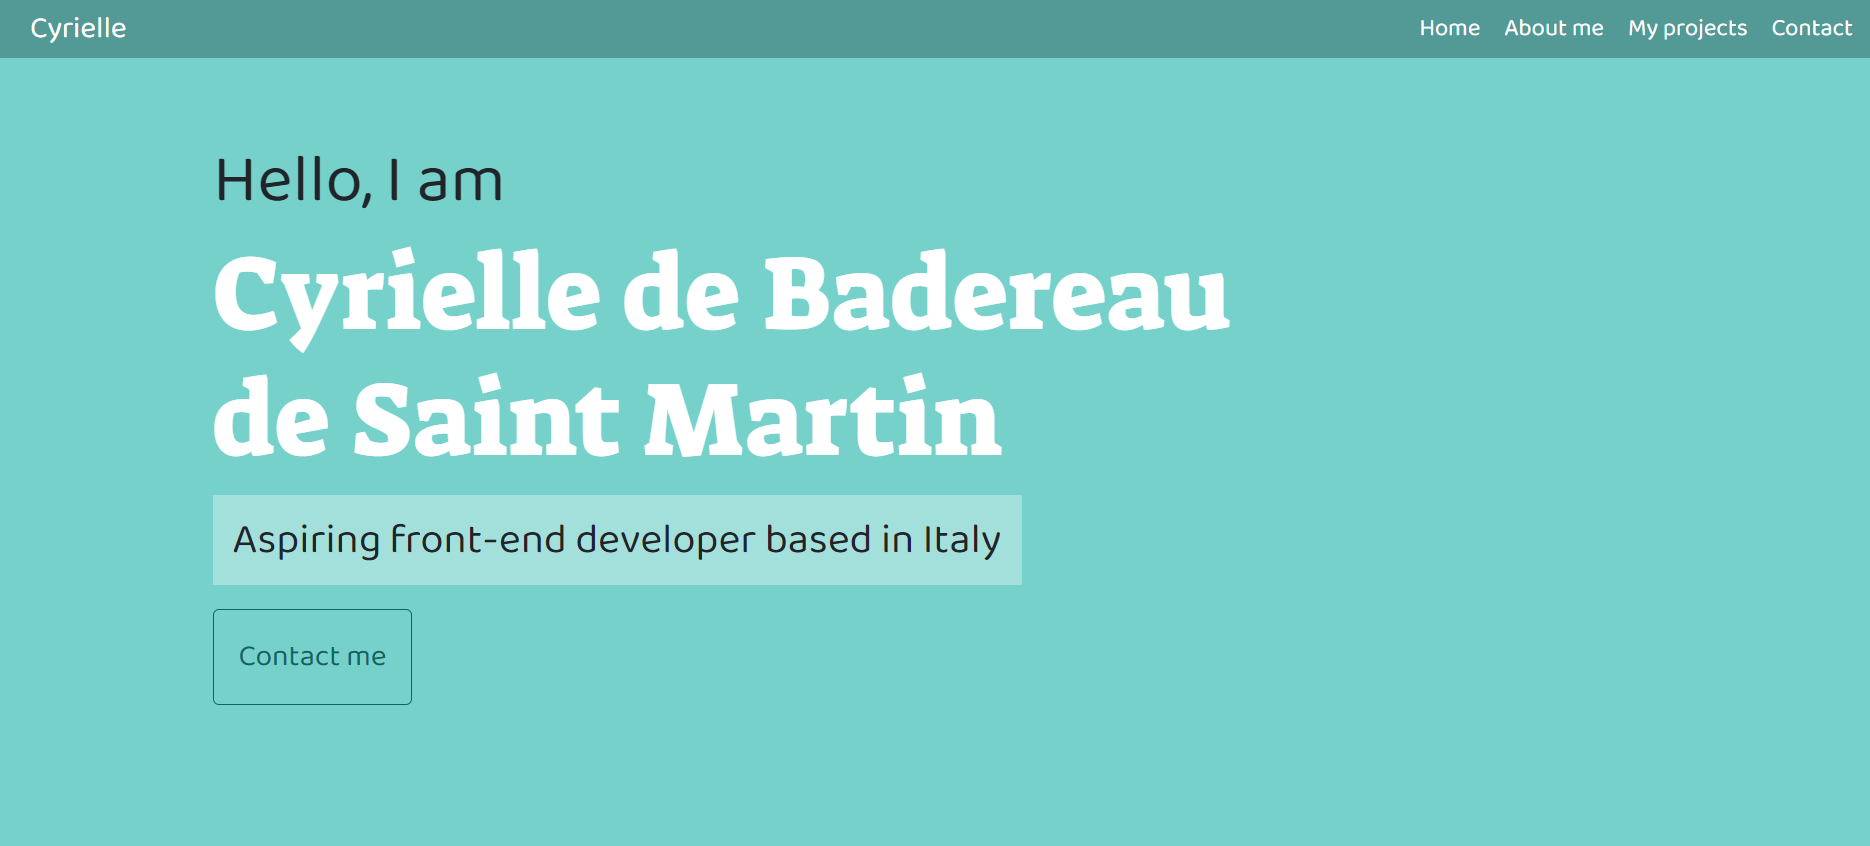 Cyrielle
Home About me My projects Contact
Hello, I am
Cyrielle de Badereau
de Saint Martin
Aspiring front-end developer based in Italy
Contact me